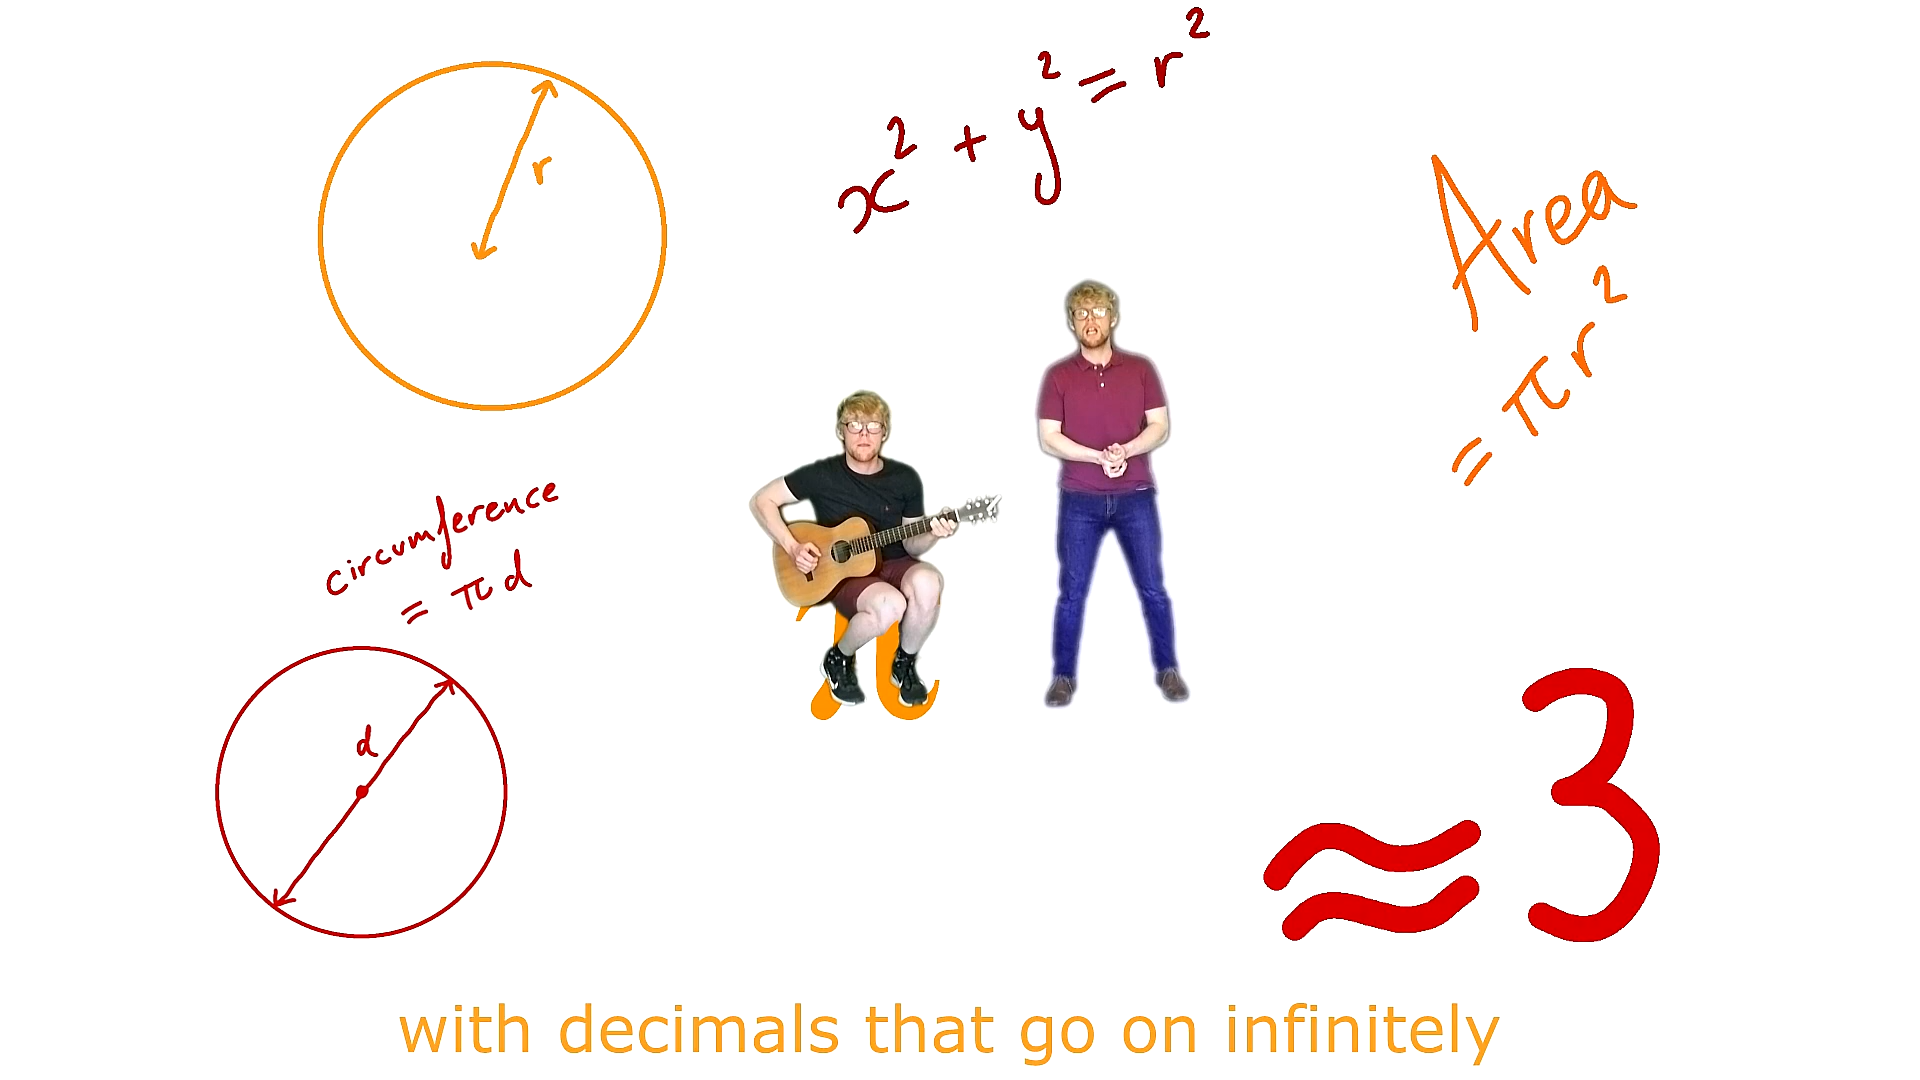 r
x² + y² = r²
Area
= πr²
circumference
= πd
d
≈3
π
with decimals that go on infinitely